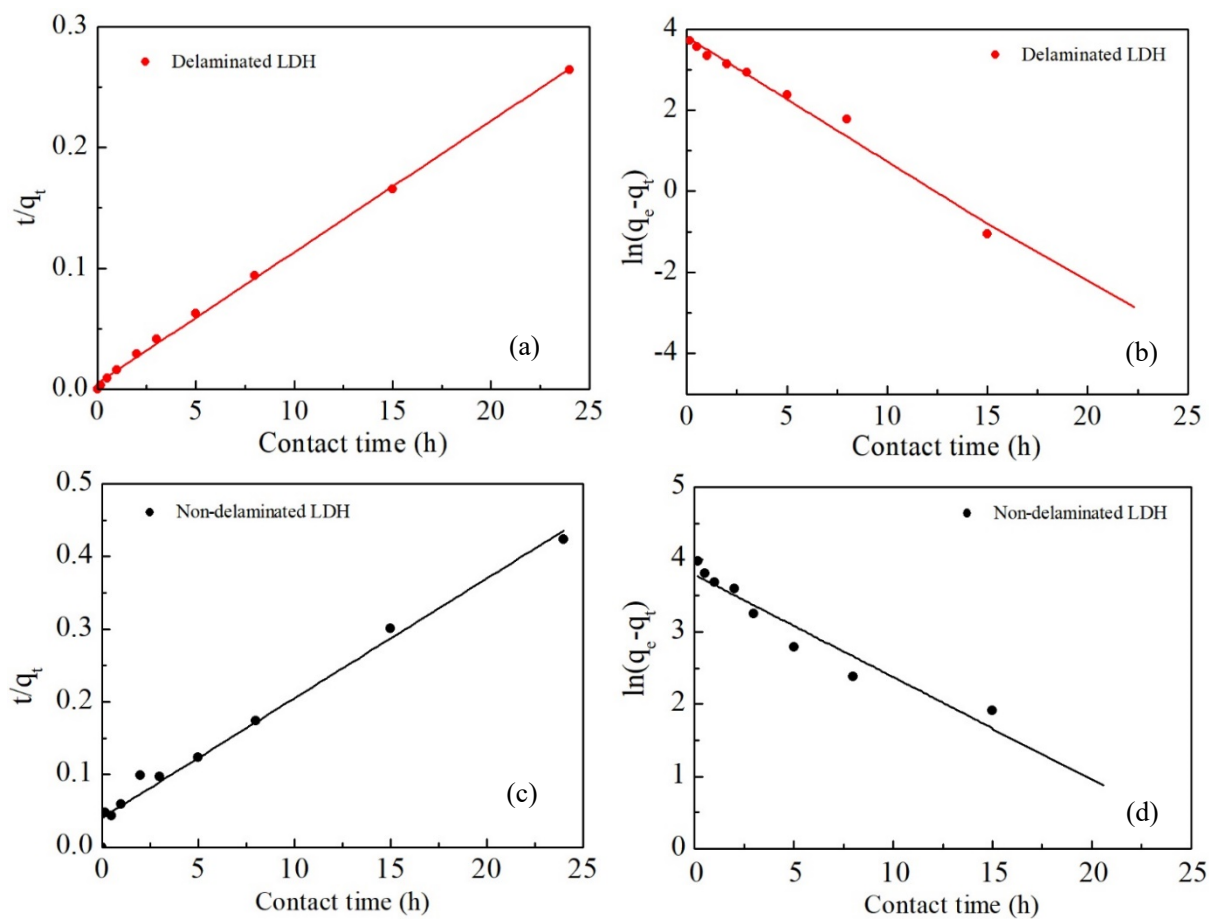 0.3
0.2
0.1
0.0
t/qt
Delaminated LDH
(a)
0 5 10 15 20 25
Contact time (h)
4
2
0
-2
-4
ln(qe-qt)
Delaminated LDH
(b)
0 5 10 15 20 25
Contact time (h)
0.5
0.4
0.3
0.2
0.1
0.0
t/qt
Non-delaminated LDH
(c)
0 5 10 15 20 25
Contact time (h)
5
4
3
2
1
0
ln(qe-qt)
Non-delaminated LDH
(d)
0 5 10 15 20 25
Contact time (h)